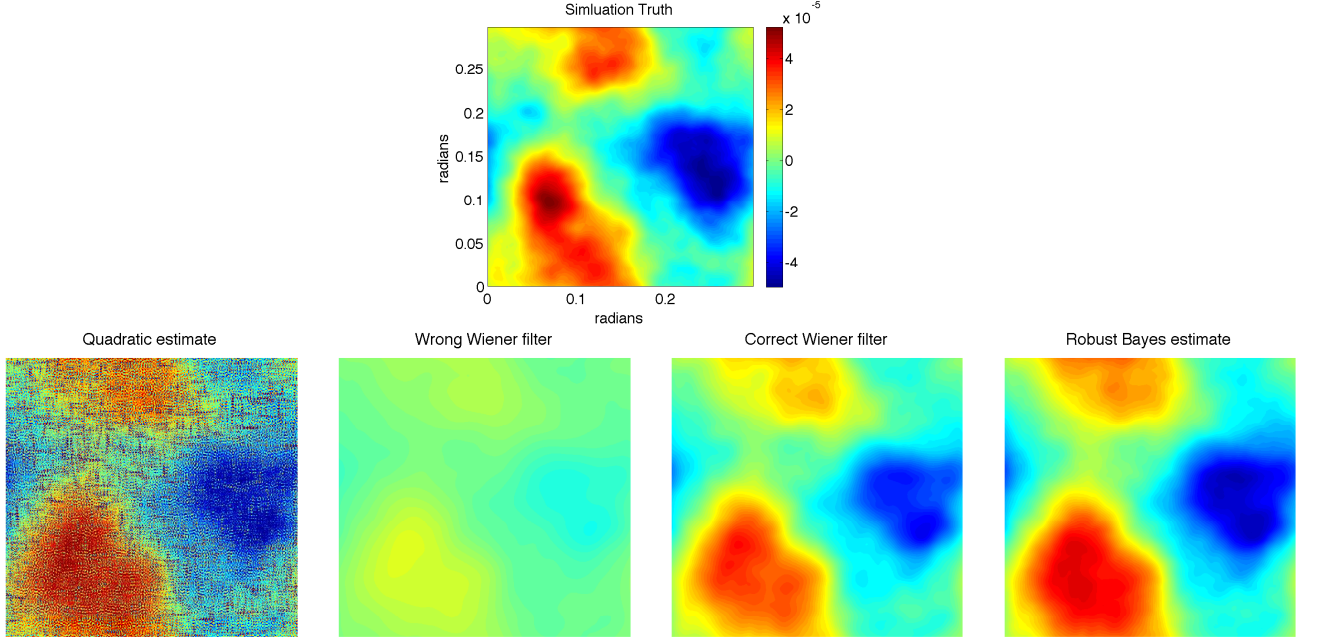 Simluation Truth
x 10⁻⁵
0.25
0.2
0.15
0.1
0.05
0
radians
0
0.1
0.2
radians
4
2
0
-2
-4
Quadratic estimate
Wrong Wiener filter
Correct Wiener filter
Robust Bayes estimate